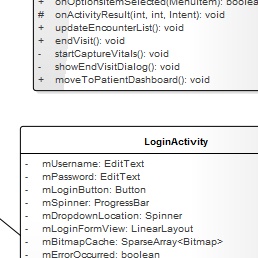 + onOptionsItemSelected(MenuItem): boolea
# onActivityResult(int, int, Intent): void
+ updateEncounterList(): void
+ endVisit(): void
- startCaptureVitals(): void
- showEndVisitDialog(): void
+ moveToPatientDashboard(): void
LoginActivity
- mUsername: EditText
- mPassword: EditText
- mLoginButton: Button
- mSpinner: ProgressBar
- mDropdownLocation: Spinner
- mLoginFormView: LinearLayout
- mBitmapCache: SparseArray<Bitmap>
- mErrorOccurred: boolean